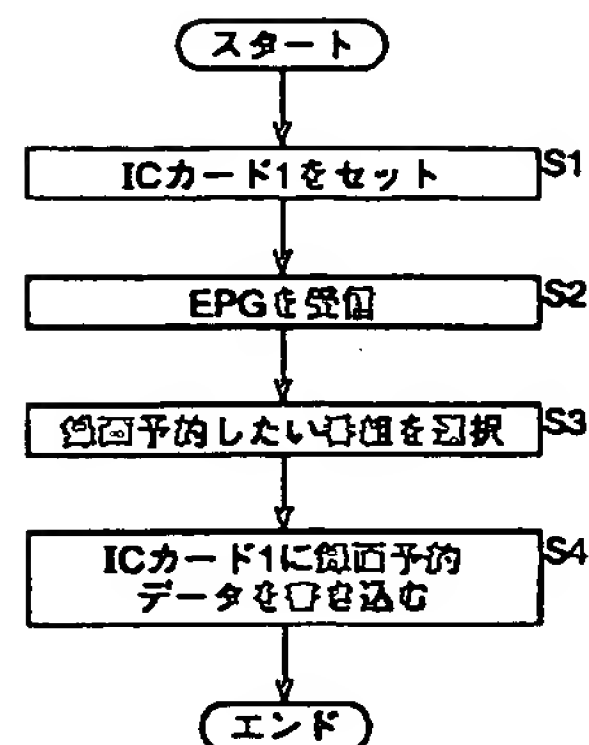 スタート
ICカード1をセット
S1
EPGを受信
S2
録画予約したい番組を選択
S3
ICカード1に録画予約
データを書き込む
S4
エンド